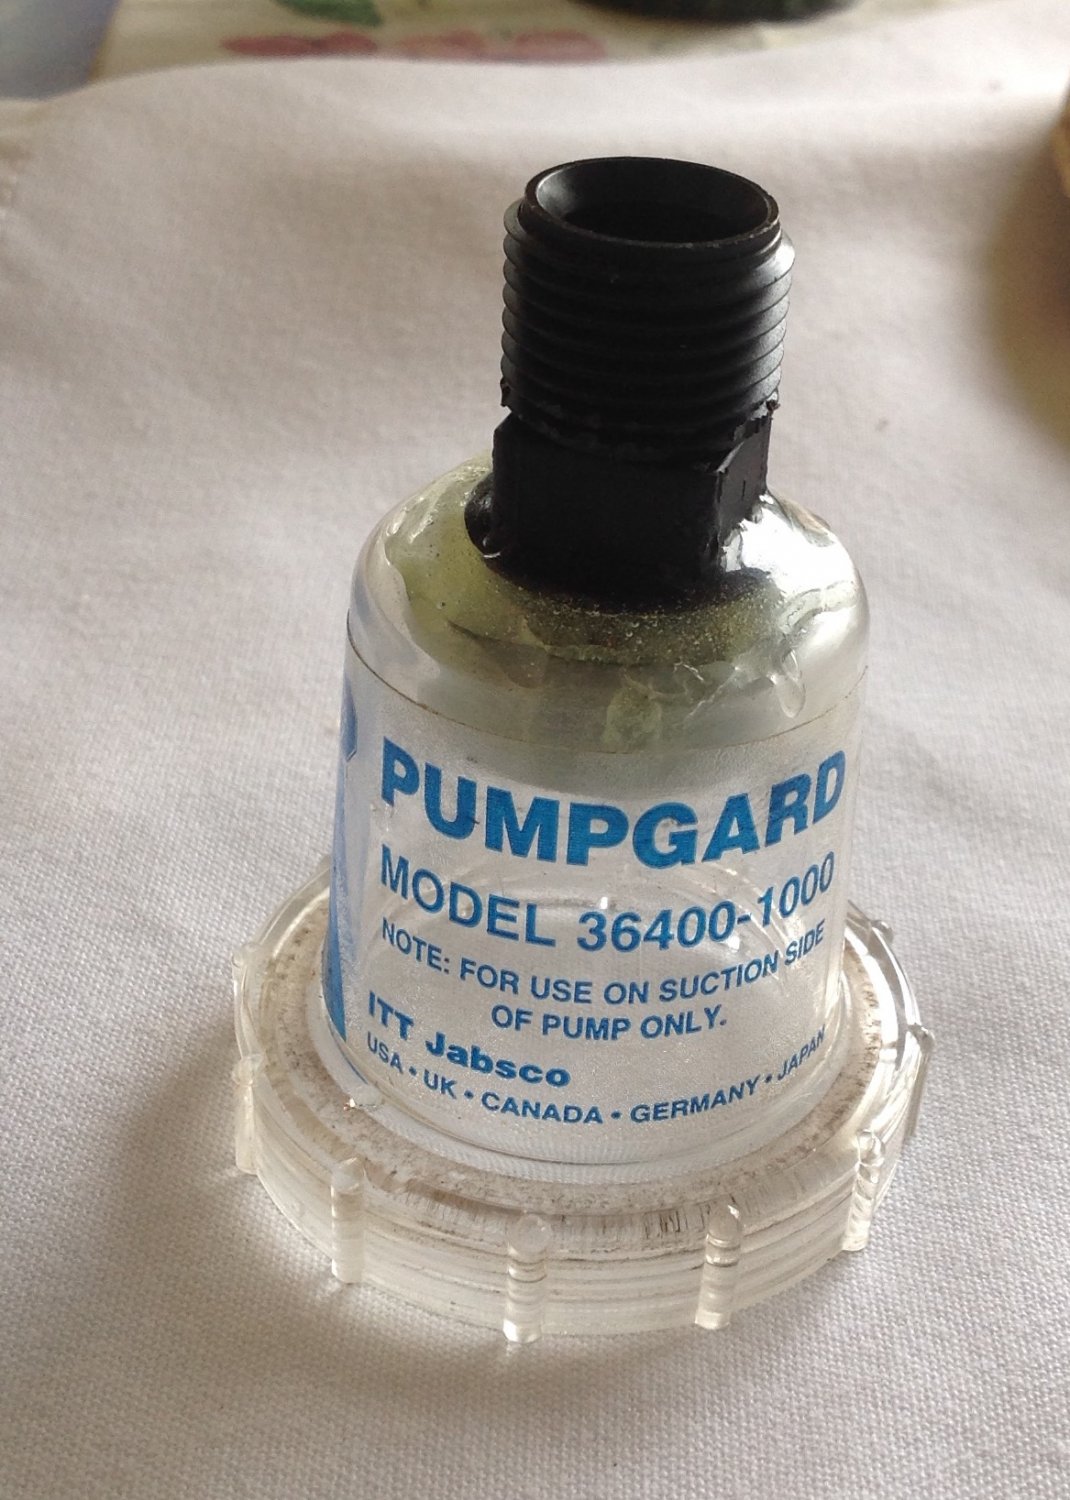 PUMPGARD
MODEL 36400-1000
NOTE: FOR USE ON SUCTION SIDE
OF PUMP ONLY.
ITT Jabsco
USA • UK • CANADA • GERMANY • JAPAN